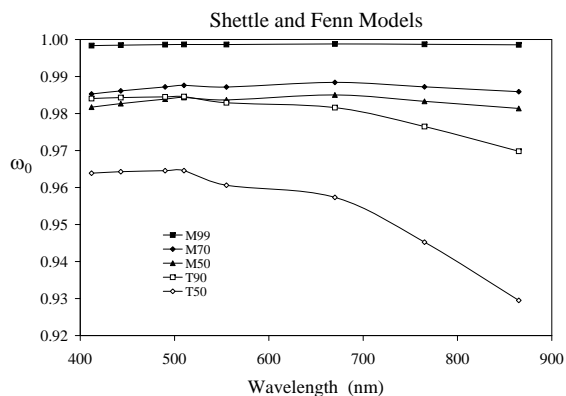 Shettle and Fenn Models
1.00
0.99
0.98
0.97
0.96
0.95
0.94
0.93
0.92
ω0
M99
M70
M50
T90
T50
400 500 600 700 800 900
Wavelength (nm)